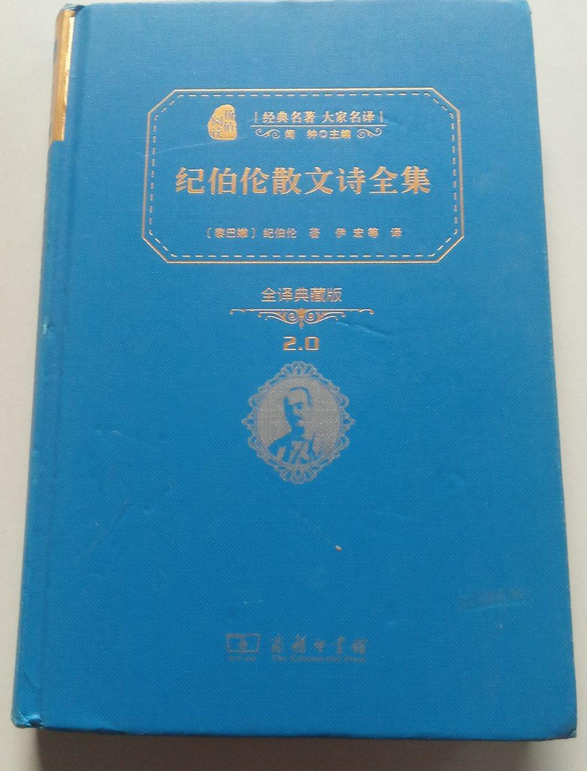 经典名著 大家名译
闻 钟 ◎ 主编
纪伯伦散文诗全集
〔黎巴嫩〕纪伯伦 著 伊 宏 等 译
全译典藏版
2.0
商务印书馆
The Commercial Press